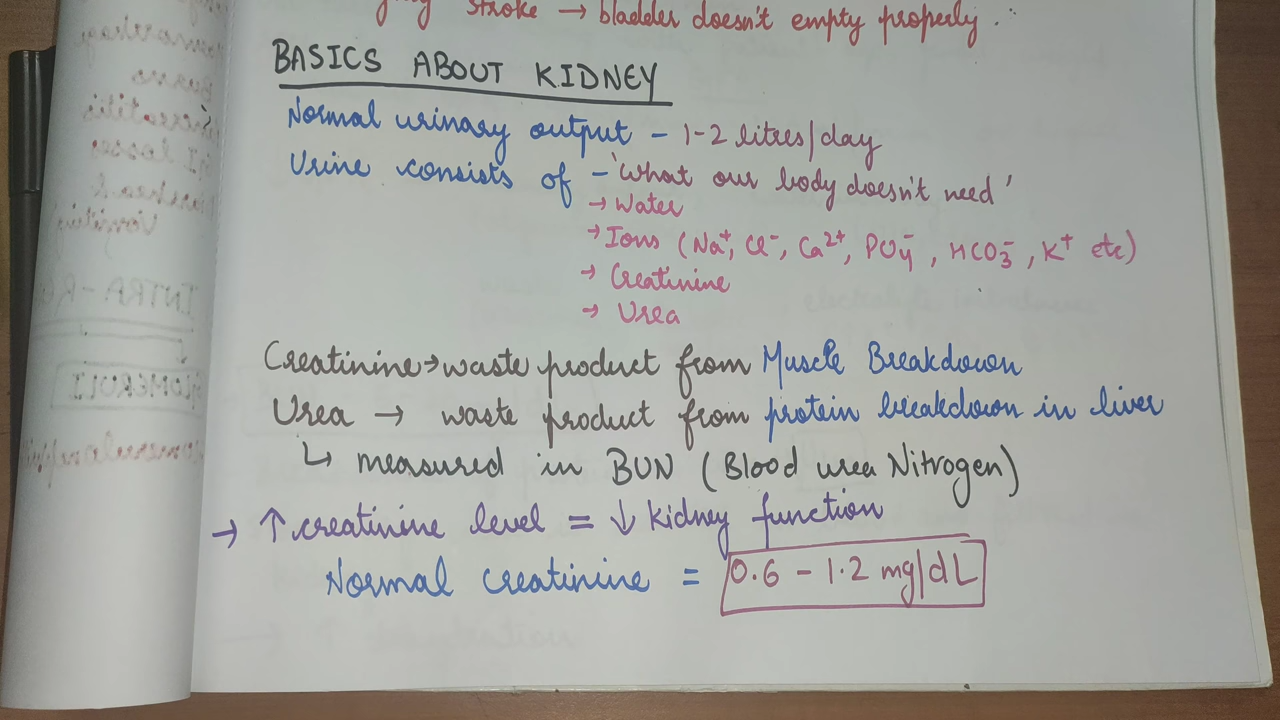 stroke → bladder doesn't empty properly.
BASICS ABOUT KIDNEY
Normal urinary output - 1-2 litres/day
Urine consists of - 'what our body doesn't need'
→ Water
→ Ions (Na⁺, Cl⁻, Ca²⁺, PO₄⁻, HCO₃⁻, K⁺ etc)
→ Creatinine
→ Urea
Creatinine → waste product from Muscle Breakdown
Urea → waste product from protein breakdown in liver
↳ measured in BUN (Blood urea Nitrogen)
→ ↑ creatinine level = ↓ kidney function
Normal creatinine = 0.6 - 1.2 mg/dL